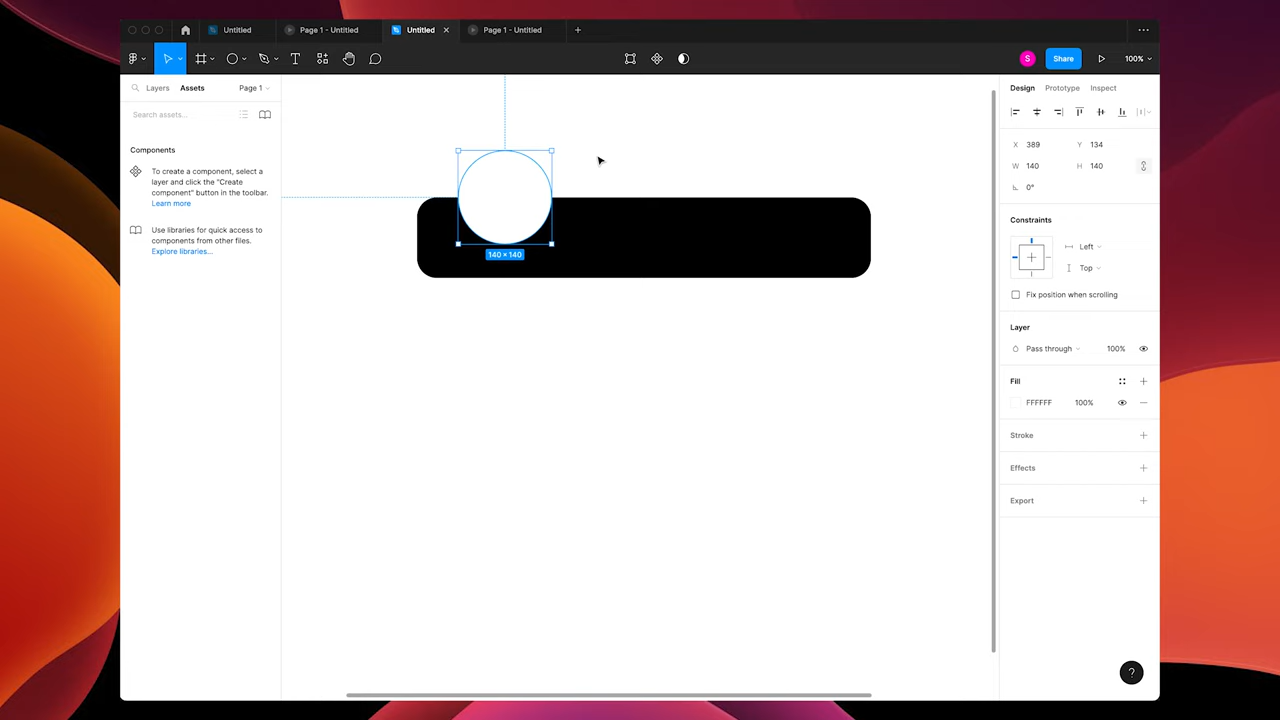 Untitled
Page 1 - Untitled
Untitled
Page 1 - Untitled
S
Share
100%
Layers
Assets
Page 1
Search assets...
Components
To create a component, select a
layer and click the "Create
component" button in the toolbar.
Learn more
Use libraries for quick access to
components from other files.
Explore libraries...
140 × 140
Design
Prototype
Inspect
X 389
Y 134
W 140
H 140
0°
Constraints
Left
Top
Fix position when scrolling
Layer
Pass through
100%
Fill
FFFFFF
100%
Stroke
Effects
Export
?